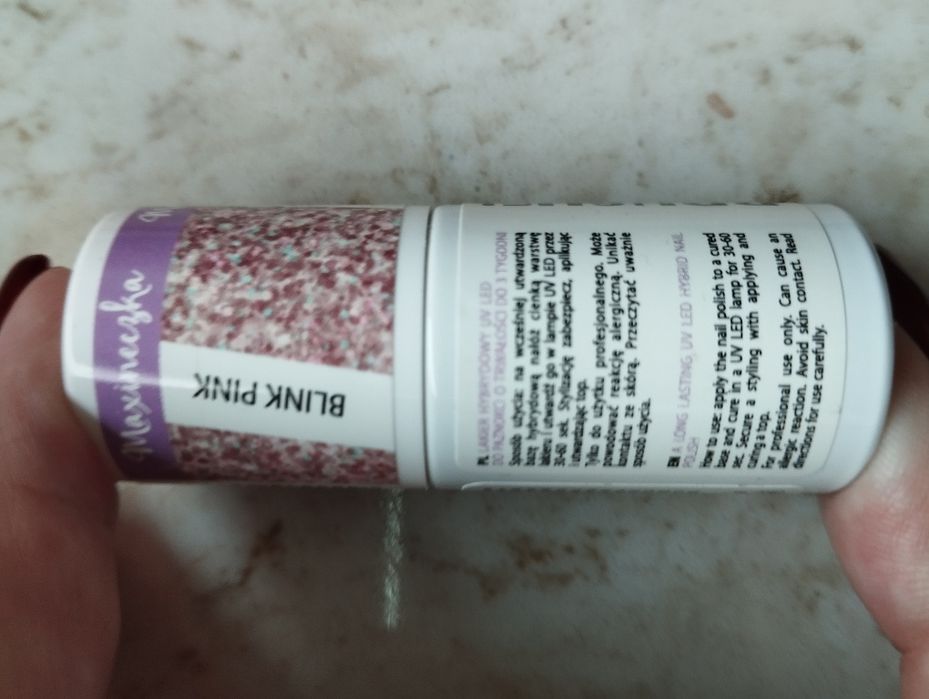 Maxineczka
BLINK PINK
PL LAKIER HYBRYDOWY UV LED
DO PAZNOKCI O TRWAŁOŚCI DO 3 TYGODNI
Sposób użycia: na wcześniej utwardzoną
bazę hybrydową nałóż cienką warstwę
lakieru i utwardź go w lampie UV LED przez
30-60 sek. Stylizację zabezpiecz, aplikując
i utwardzając top.
Tylko do użytku profesjonalnego. Może
powodować reakcję alergiczną. Unikać
kontaktu ze skórą. Przeczytać uważnie
sposób użycia.
EN A LONG LASTING UV LED HYBRID NAIL
POLISH
How to use: apply the nail polish to a cured
base and cure in a UV LED lamp for 30-60
sec. Secure a styling with applying and
curing a top.
For professional use only. Can cause an
allergic reaction. Avoid skin contact. Read
directions for use carefully.